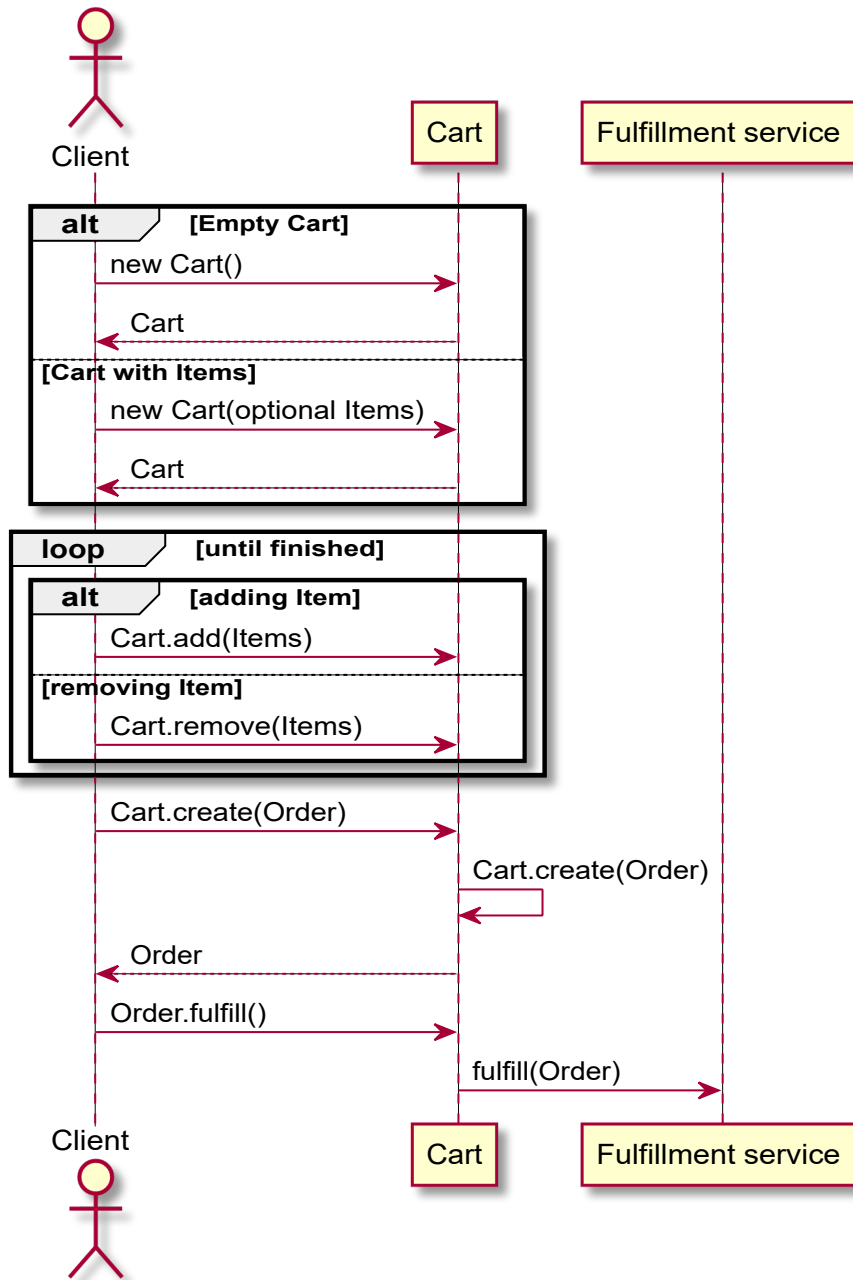 Client
Cart
Fulfillment service
alt [Empty Cart]
new Cart()
Cart
[Cart with Items]
new Cart(optional Items)
Cart
loop [until finished]
alt [adding Item]
Cart.add(Items)
[removing Item]
Cart.remove(Items)
Cart.create(Order)
Cart.create(Order)
Order
Order.fulfill()
fulfill(Order)
Client
Cart
Fulfillment service